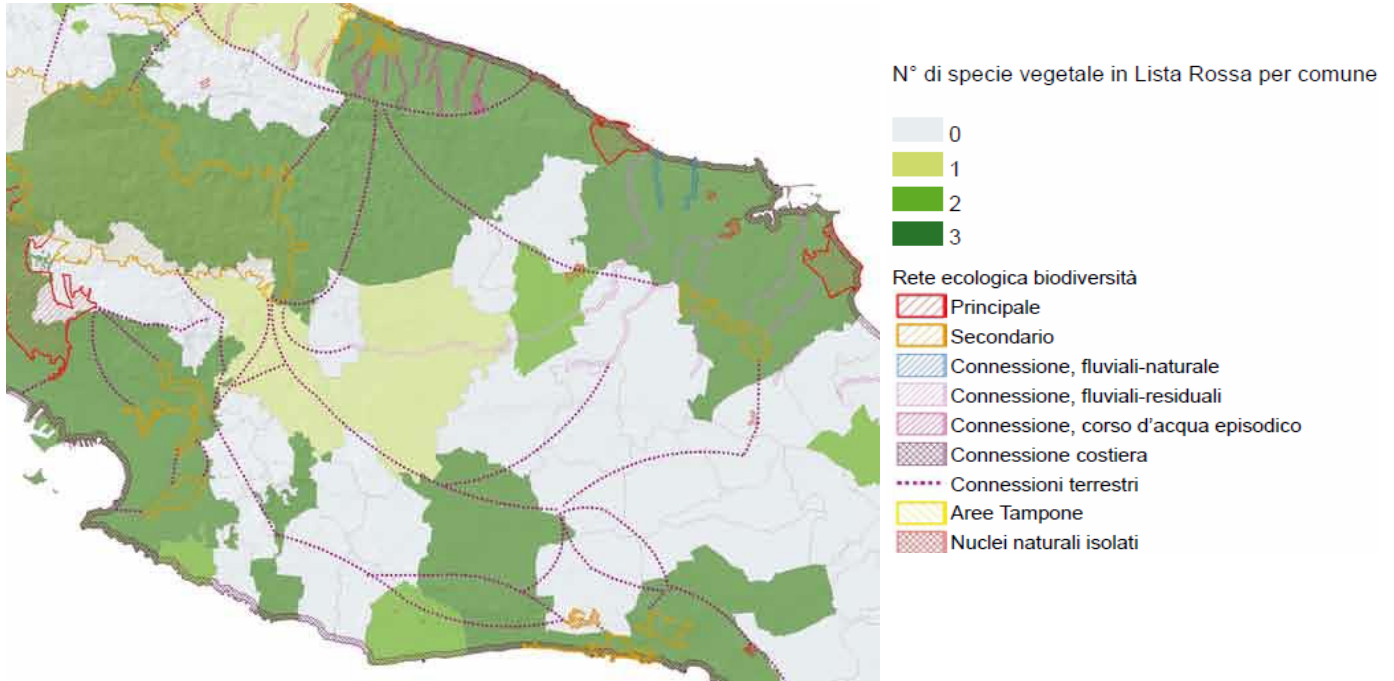 N° di specie vegetale in Lista Rossa per comune
0
1
2
3
Rete ecologica biodiversità
Principale
Secondario
Connessione, fluviali-naturale
Connessione, fluviali-residuali
Connessione, corso d'acqua episodico
Connessione costiera
Connessioni terrestri
Aree Tampone
Nuclei naturali isolati